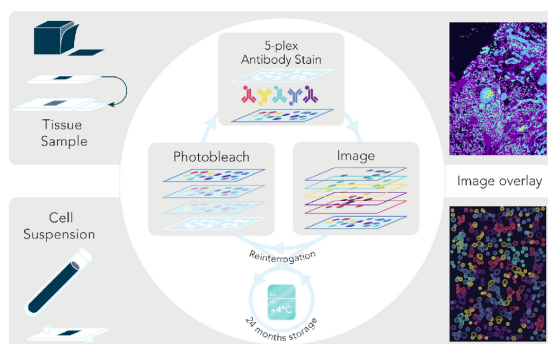 5-plex
Antibody Stain
Tissue
Sample
Photobleach
Image
Image overlay
Cell
Suspension
Reinterrogation
+4°C
24 months storage